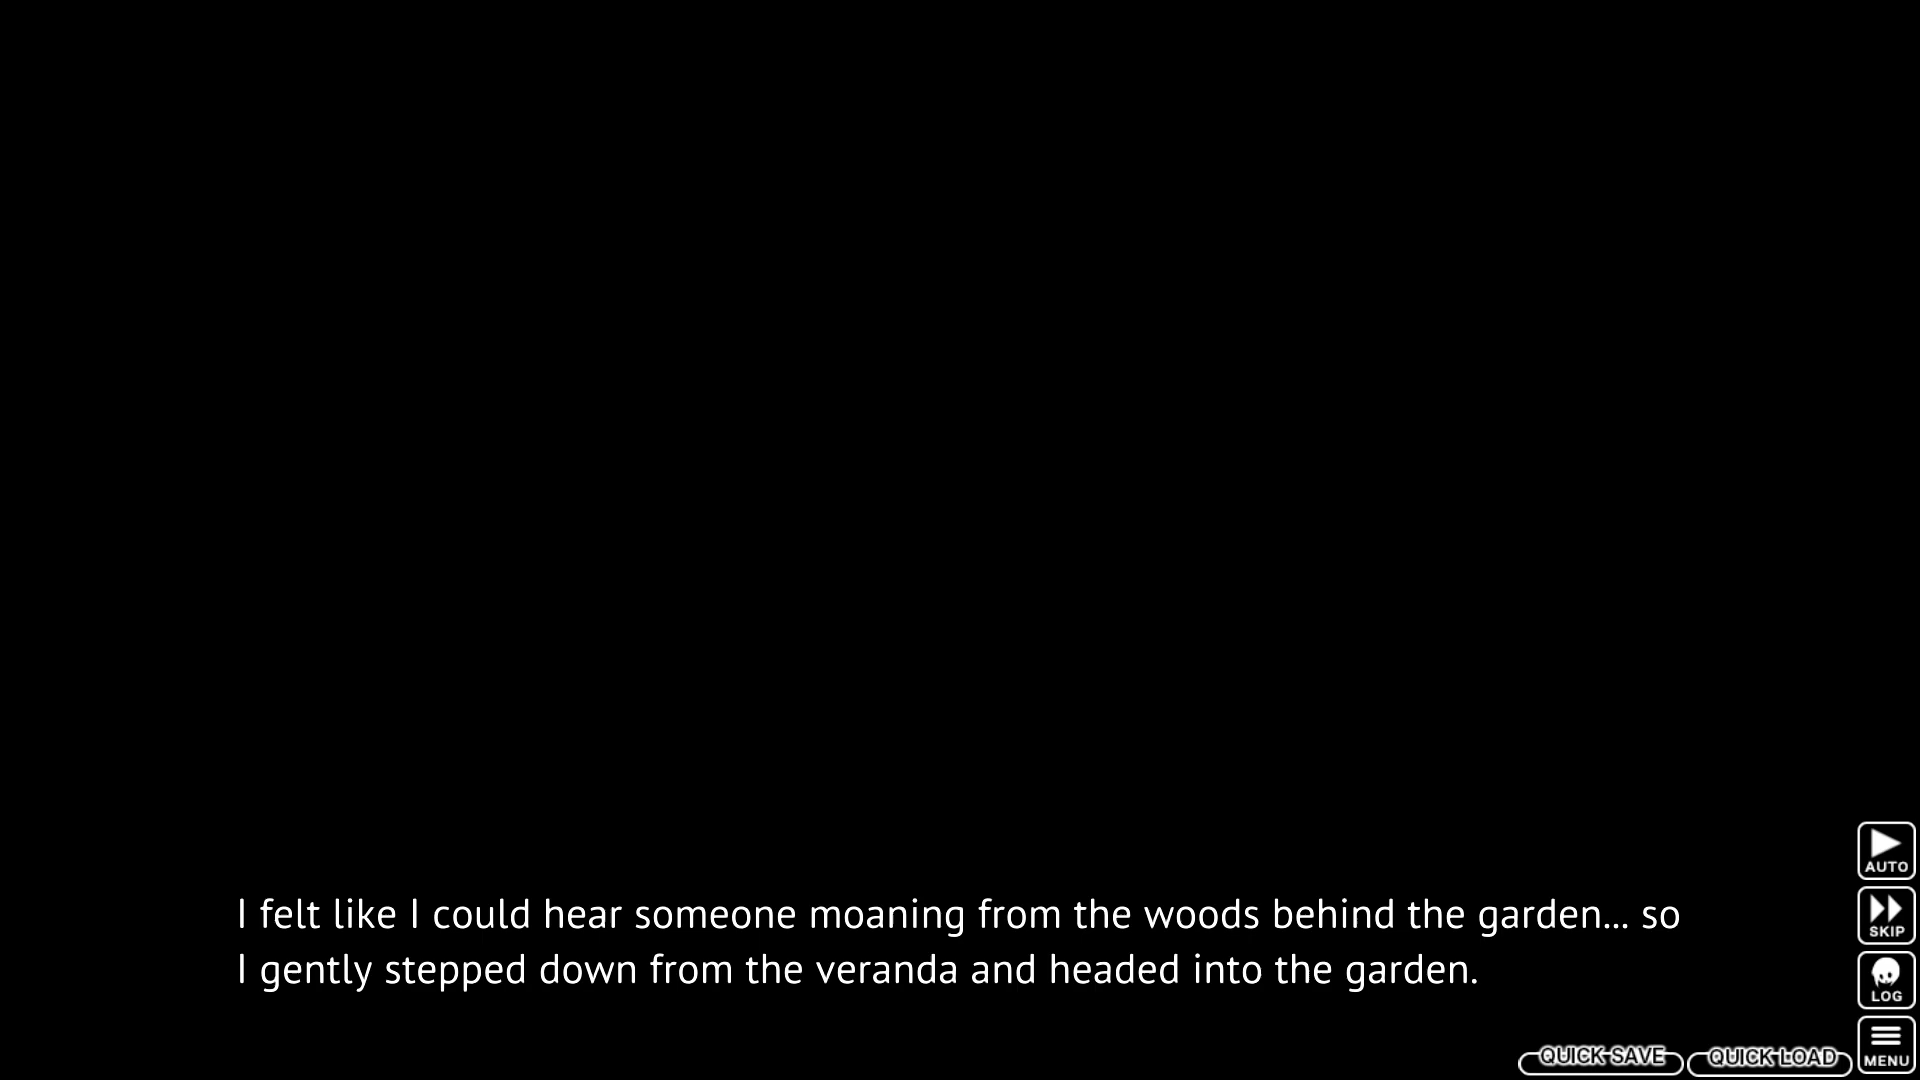 I felt like I could hear someone moaning from the woods behind the garden... so
I gently stepped down from the veranda and headed into the garden.
AUTO
SKIP
LOG
MENU
QUICK SAVE
QUICK LOAD